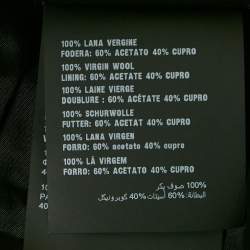 100% LANA VERGINE
FODERA: 60% ACETATO 40% CUPRO
100% VIRGIN WOOL
LINING: 60% ACETATE 40% CUPRO
100% LAINE VIERGE
DOUBLURE : 60% ACÉTATE 40% CUPRO
100% SCHURWOLLE
FUTTER: 60% ACETAT 40% CUPRO
100% LANA VIRGEN
FORRO: 60% acetato 40% CUPRO
100% LÃ VIRGEM
FORRO: 60% ACETATO 40% CUPRO
100% صوف بكر
البطانة: 60% أسيتات 40%